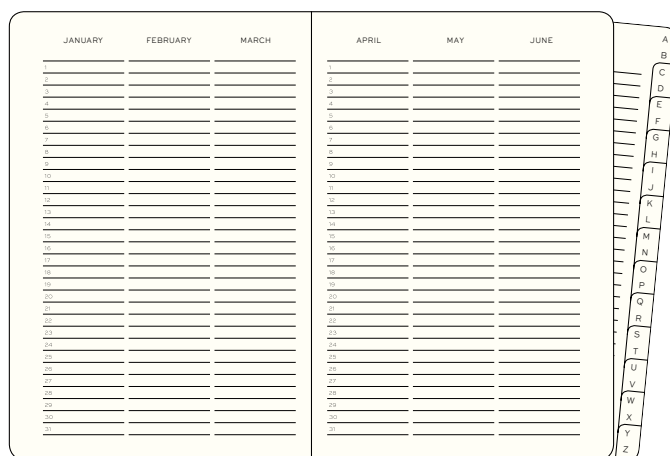 JANUARY FEBRUARY MARCH
1
2
3
4
5
6
7
8
9
10
11
12
13
14
15
16
17
18
19
20
21
22
23
24
25
26
27
28
29
30
31
APRIL MAY JUNE
1
2
3
4
5
6
7
8
9
10
11
12
13
14
15
16
17
18
19
20
21
22
23
24
25
26
27
28
29
30
31
A
B
C
D
E
F
G
H
I
J
K
L
M
N
O
P
Q
R
S
T
U
V
W
X
Y
Z